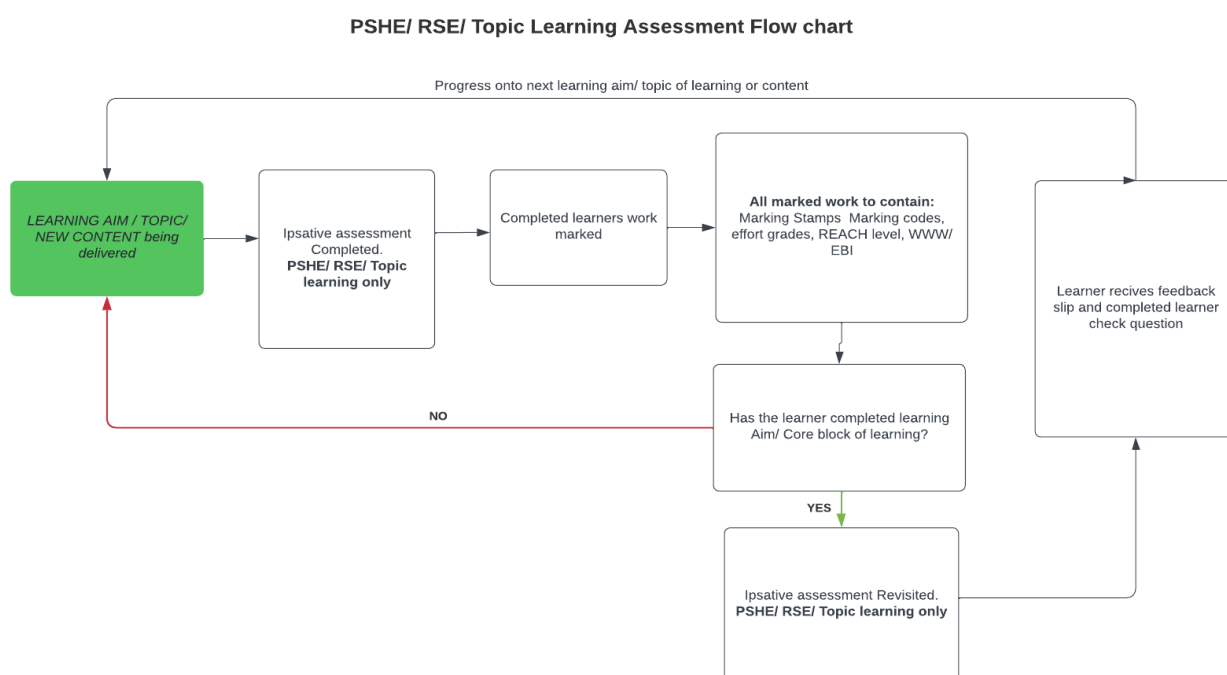 PSHE/ RSE/ Topic Learning Assessment Flow chart
Progress onto next learning aim/ topic of learning or content
LEARNING AIM / TOPIC/
NEW CONTENT being
delivered
Ipsative assessment
Completed.
PSHE/ RSE/ Topic
learning only
Completed learners work
marked
All marked work to contain:
Marking Stamps  Marking codes,
effort grades, REACH level, WWW/
EBI
Learner recives feedback
slip and completed learner
check question
NO
Has the learner completed learning
Aim/ Core block of learning?
YES
Ipsative assessment Revisited.
PSHE/ RSE/ Topic learning only